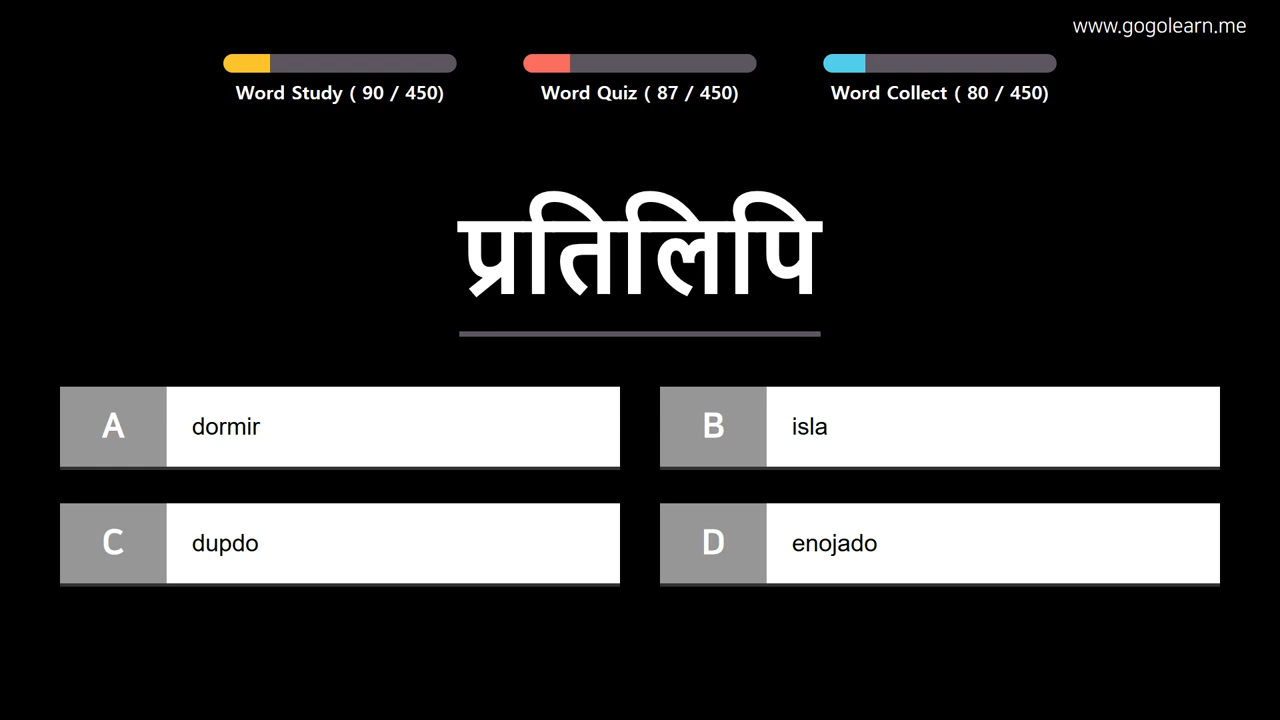 www.gogolearn.me
Word Study ( 90 / 450)
Word Quiz ( 87 / 450)
Word Collect ( 80 / 450)
प्रतिलिपि
A dormir
B isla
C dupdo
D enojado